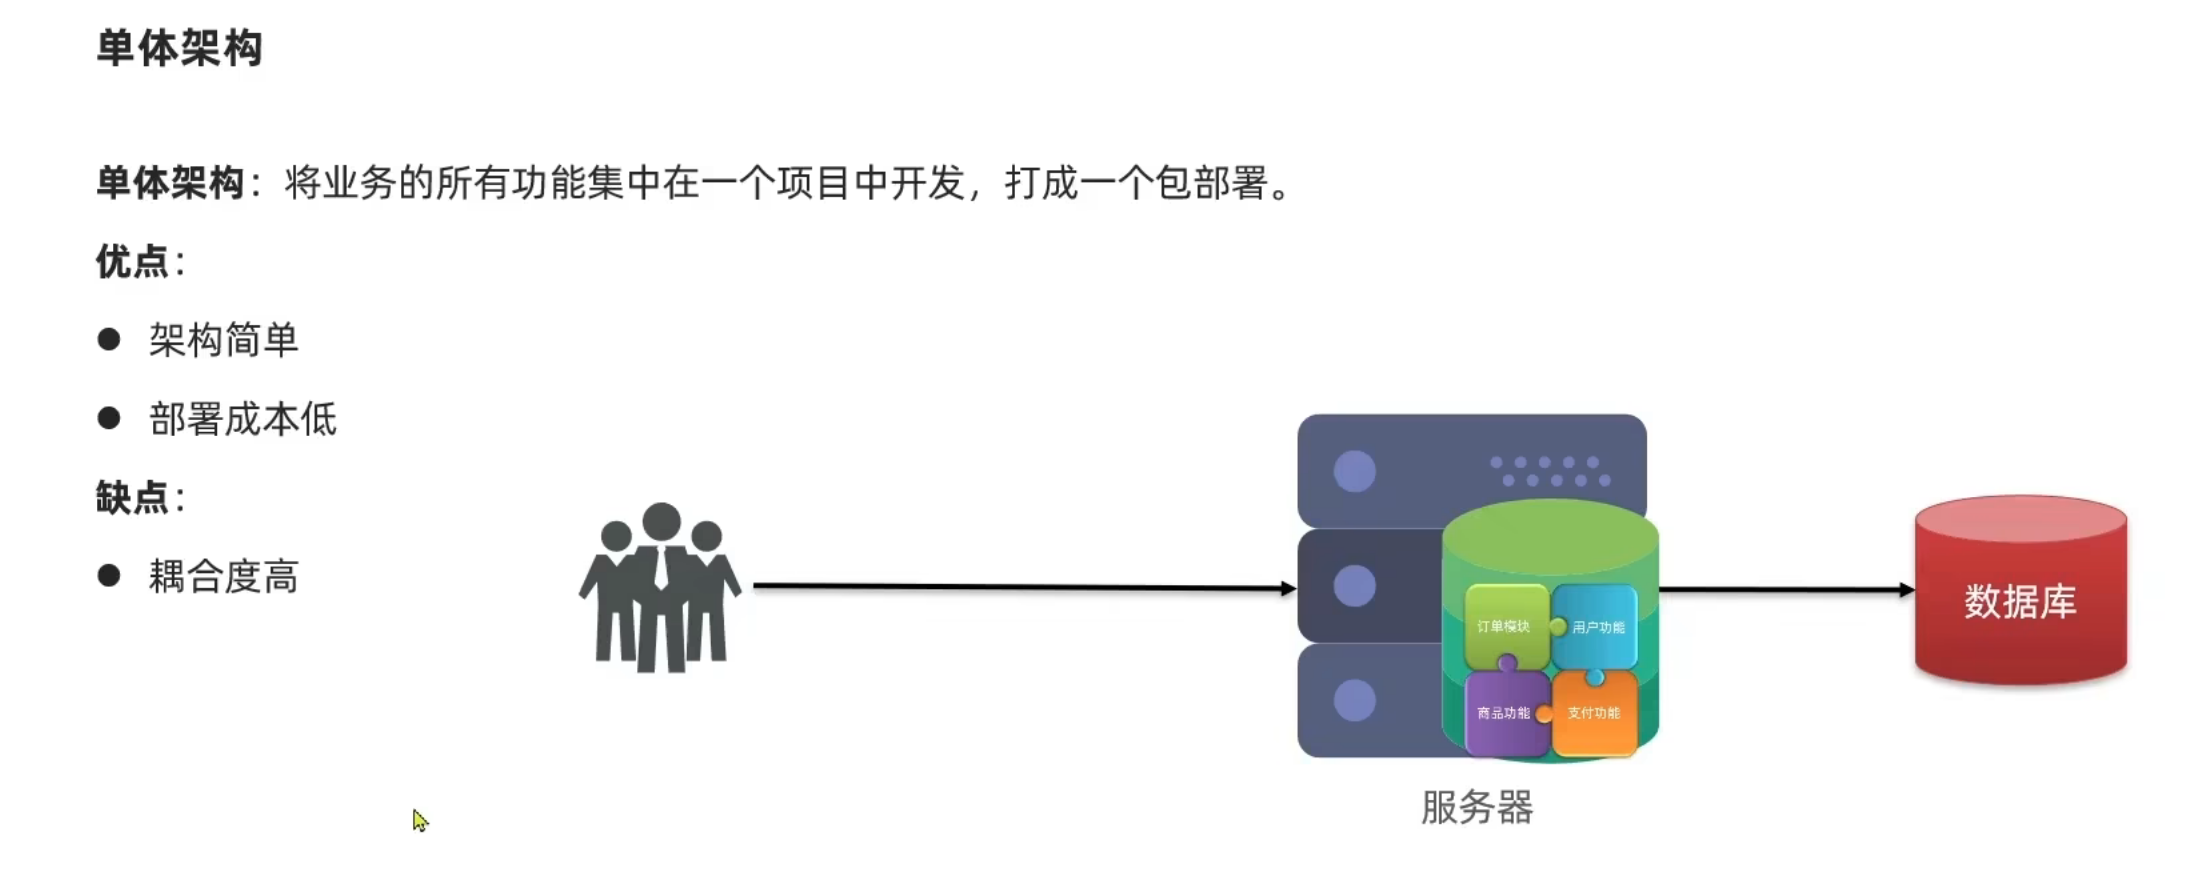 单体架构
单体架构：将业务的所有功能集中在一个项目中开发，打成一个包部署。
优点：
● 架构简单
● 部署成本低
缺点：
● 耦合度高
订单模块
用户功能
商品功能
支付功能
服务器
数据库